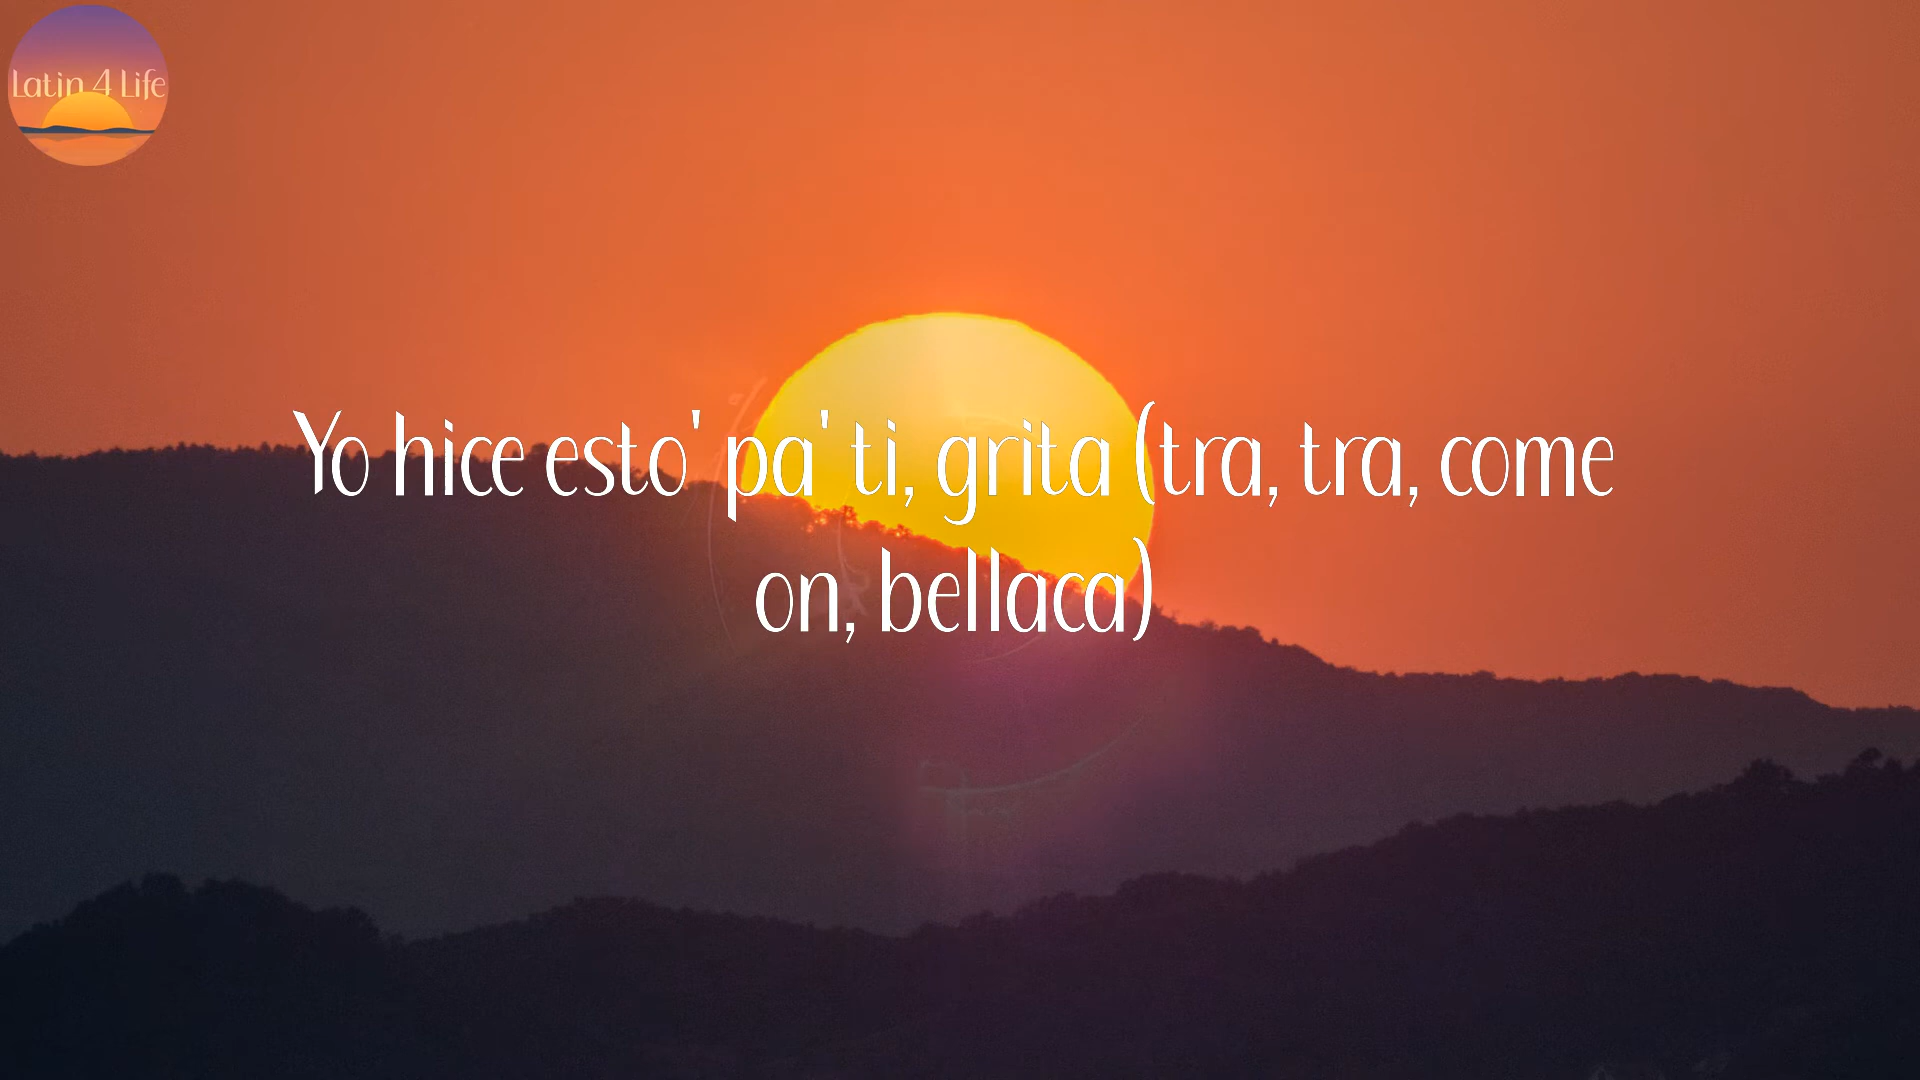 Latin 4 Life
Yo hice esto' pa' ti, grita (tra, tra, come
on, bellaca)